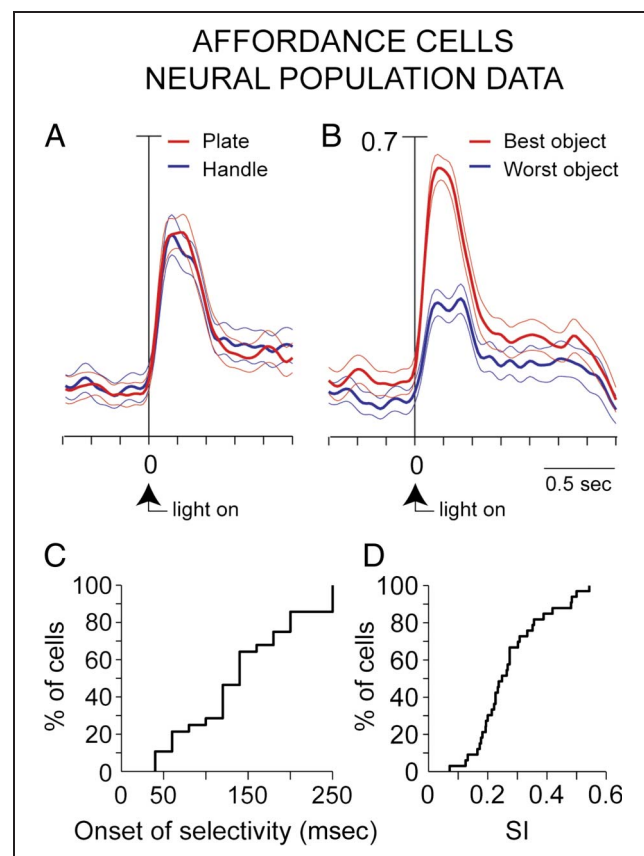 AFFORDANCE CELLS
NEURAL POPULATION DATA
A
Plate
Handle
B
0.7
Best object
Worst object
0
light on
0
light on
0.5 sec
C
% of cells
100
80
60
40
20
0
0
50
150
250
Onset of selectivity (msec)
D
% of cells
100
80
60
40
20
0
0
0.2
0.4
0.6
SI